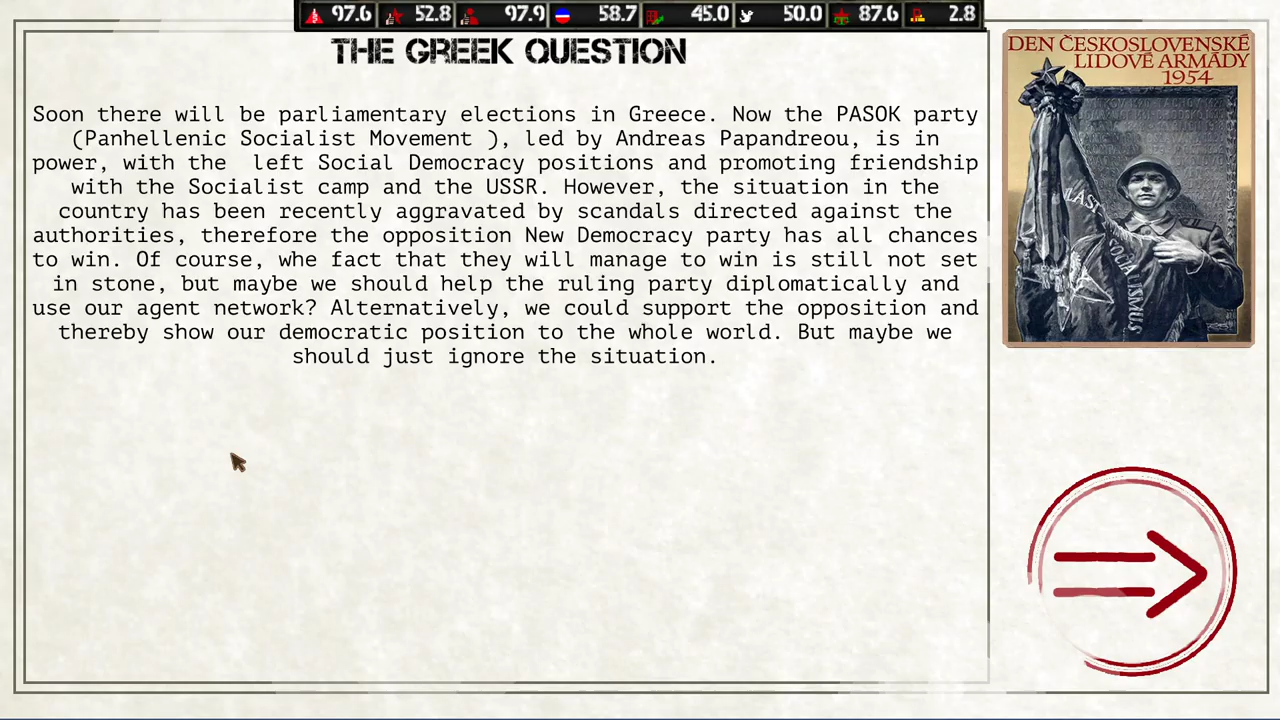 97.6 52.8 97.9 58.7 45.0 50.0 87.6 2.8
THE GREEK QUESTION
Soon there will be parliamentary elections in Greece. Now the PASOK party
(Panhellenic Socialist Movement ), led by Andreas Papandreou, is in
power, with the  left Social Democracy positions and promoting friendship
with the Socialist camp and the USSR. However, the situation in the
country has been recently aggravated by scandals directed against the
authorities, therefore the opposition New Democracy party has all chances
to win. Of course, whe fact that they will manage to win is still not set
in stone, but maybe we should help the ruling party diplomatically and
use our agent network? Alternatively, we could support the opposition and
thereby show our democratic position to the whole world. But maybe we
should just ignore the situation.
DEN ČESKOSLOVENSKÉ
LIDOVÉ ARMÁDY
1954
VLAST
SOCIALISMUS